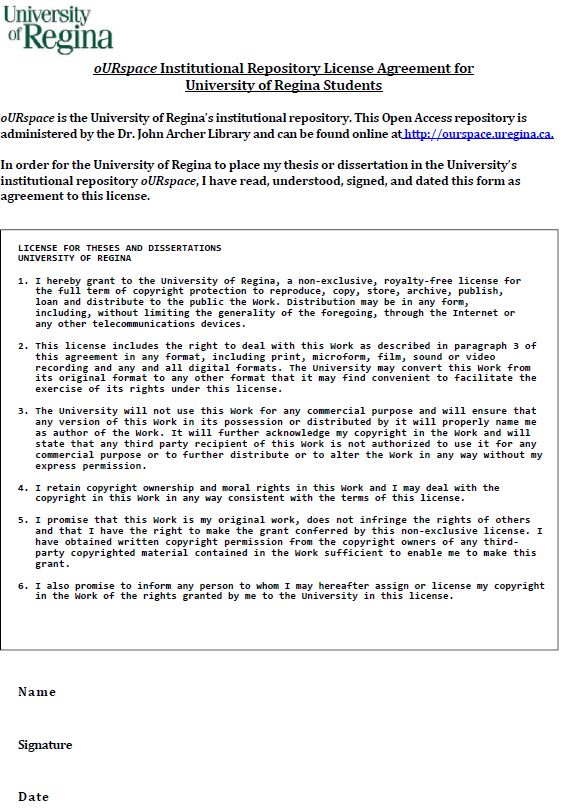 University
of Regina
oURspace Institutional Repository License Agreement for
University of Regina Students
oURspace is the University of Regina's institutional repository. This Open Access repository is
administered by the Dr. John Archer Library and can be found online at http://ourspace.uregina.ca.
In order for the University of Regina to place my thesis or dissertation in the University's
institutional repository oURspace, I have read, understood, signed, and dated this form as
agreement to this license.
LICENSE FOR THESES AND DISSERTATIONS
UNIVERSITY OF REGINA
1. I hereby grant to the University of Regina, a non-exclusive, royalty-free license for
the full term of copyright protection to reproduce, copy, store, archive, publish,
loan and distribute to the public the Work. Distribution may be in any form,
including, without limiting the generality of the foregoing, through the Internet or
any other telecommunications devices.
2. This license includes the right to deal with this Work as described in paragraph 3 of
this agreement in any format, including print, microform, film, sound or video
recording and any and all digital formats. The University may convert this Work from
its original format to any other format that it may find convenient to facilitate the
exercise of its rights under this license.
3. The University will not use this Work for any commercial purpose and will ensure that
any version of this Work in its possession or distributed by it will properly name me
as author of the Work. It will further acknowledge my copyright in the Work and will
state that any third party recipient of this Work is not authorized to use it for any
commercial purpose or to further distribute or to alter the Work in any way without my
express permission.
4. I retain copyright ownership and moral rights in this Work and I may deal with the
copyright in this Work in any way consistent with the terms of this license.
5. I promise that this Work is my original work, does not infringe the rights of others
and that I have the right to make the grant conferred by this non-exclusive license. I
have obtained written copyright permission from the copyright owners of any third-
party copyrighted material contained in the Work sufficient to enable me to make this
grant.
6. I also promise to inform any person to whom I may hereafter assign or license my copyright
in the Work of the rights granted by me to the University in this license.
Name
Signature
Date